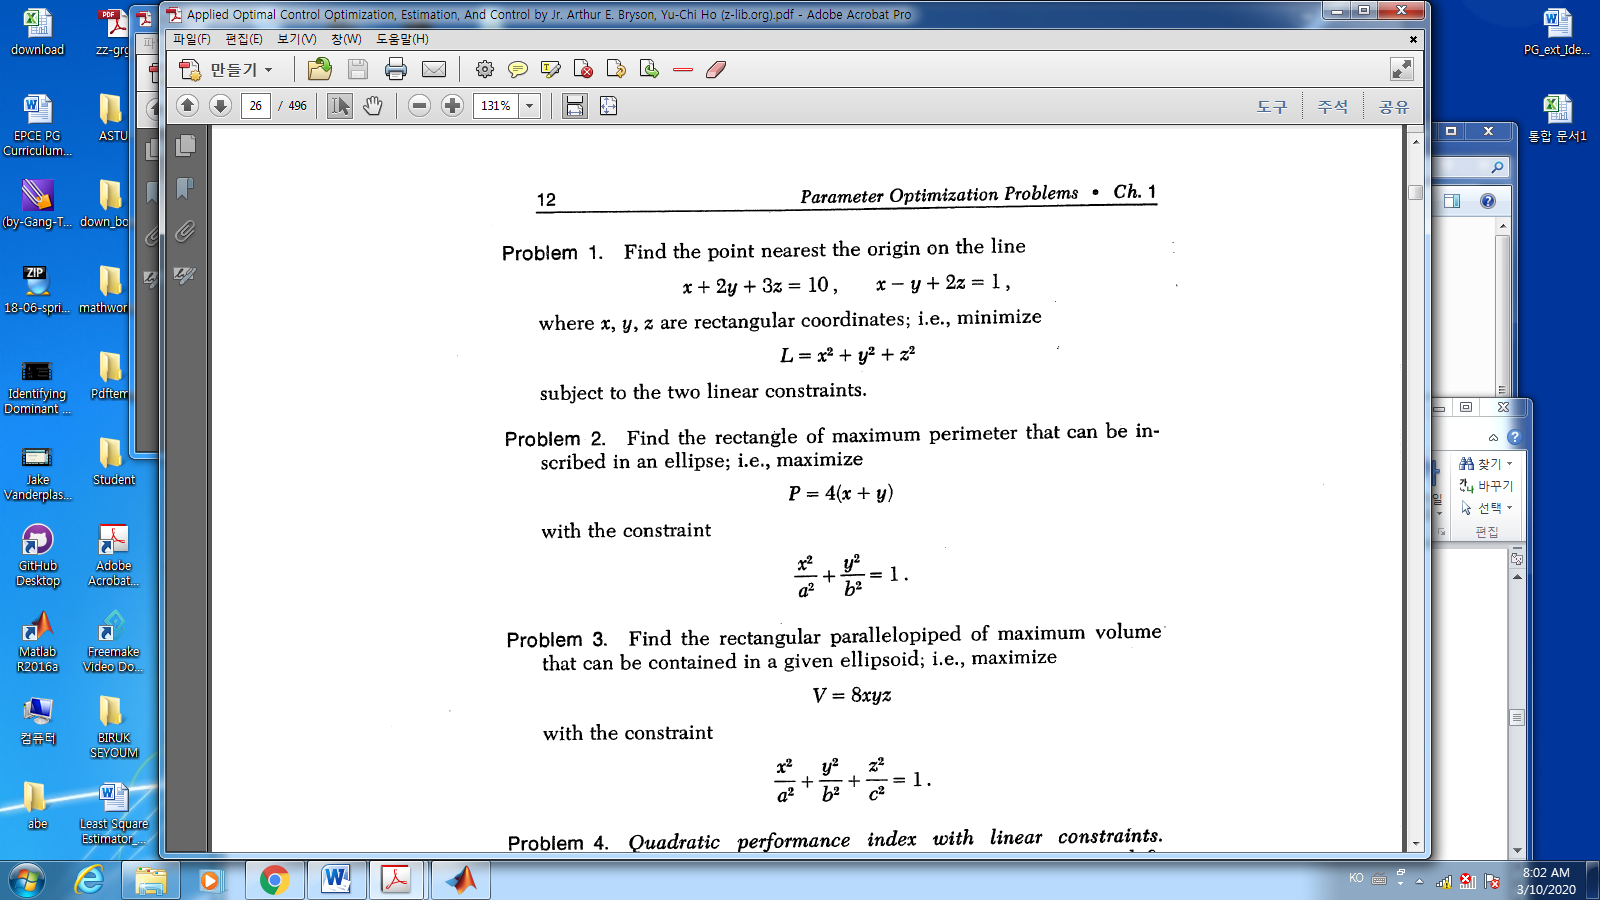 Applied Optimal Control Optimization, Estimation, And Control by Jr. Arthur E. Bryson, Yu-Chi Ho (z-lib.org).pdf - Adobe Acrobat Pro
파일(F) 편집(E) 보기(V) 창(W) 도움말(H)
만들기
26 / 496 131% 도구 주석 공유
12 Parameter Optimization Problems • Ch. 1
Problem 1. Find the point nearest the origin on the line
x + 2y + 3z = 10 , x − y + 2z = 1 ,
where x, y, z are rectangular coordinates; i.e., minimize
L = x² + y² + z²
subject to the two linear constraints.
Problem 2. Find the rectangle of maximum perimeter that can be in-
scribed in an ellipse; i.e., maximize
P = 4(x + y)
with the constraint
x²/a² + y²/b² = 1 .
Problem 3. Find the rectangular parallelopiped of maximum volume
that can be contained in a given ellipsoid; i.e., maximize
V = 8xyz
with the constraint
x²/a² + y²/b² + z²/c² = 1 .
Problem 4. Quadratic performance index with linear constraints.
download
zz-grg
EPCE PG
Curriculum...
ASTU
(by-Gang-T...
down_bo
ZIP
18-06-spri...
mathwor
Identifying
Dominant ...
Pdftem
Jake
Vanderplas...
Student
GitHub
Desktop
Adobe
Acrobat...
Matlab
R2016a
Freemake
Video Do...
컴퓨터
BIRUK
SEYOUM
abe
Least Square
Estimator_...
PG_ext_Ide...
통합 문서1
찾기
바꾸기
선택
편집
KO
8:02 AM
3/10/2020